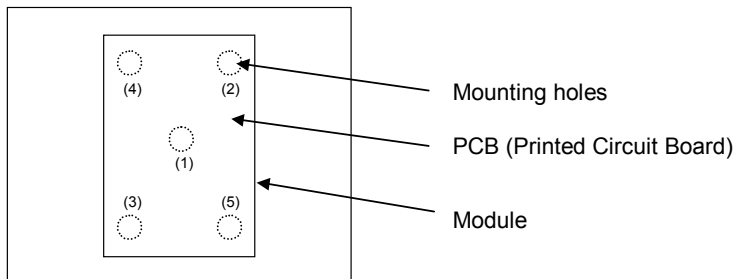 (4) (2)
Mounting holes
PCB (Printed Circuit Board)
(1)
(3) (5)
Module